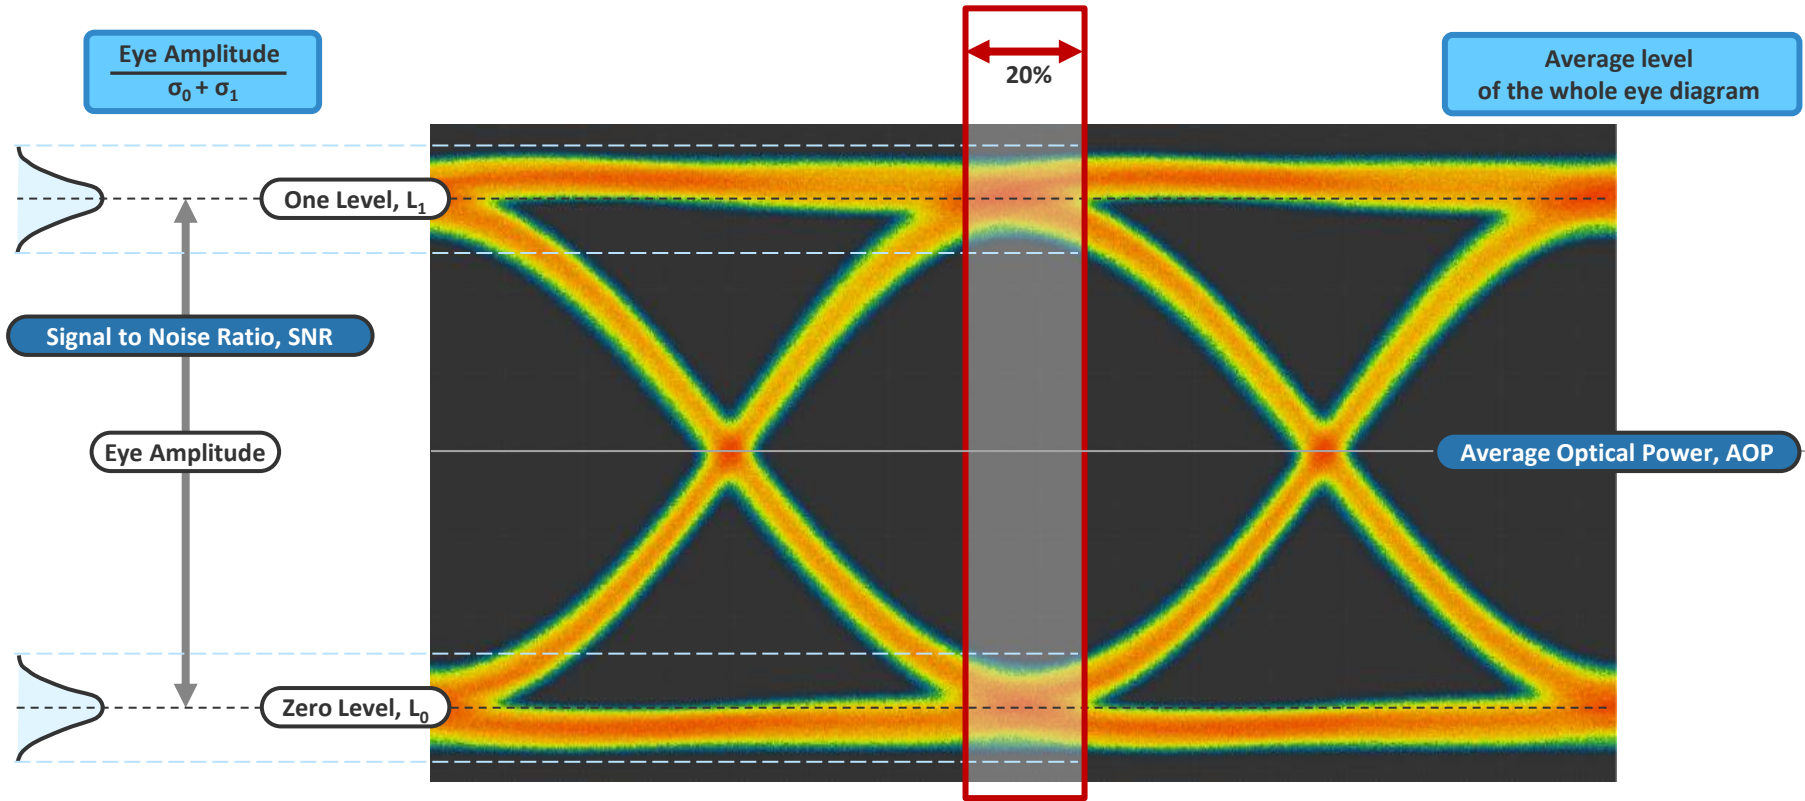 Eye Amplitude
σ₀ + σ₁
20%
Average level
of the whole eye diagram
One Level, L₁
Signal to Noise Ratio, SNR
Eye Amplitude
Average Optical Power, AOP
Zero Level, L₀